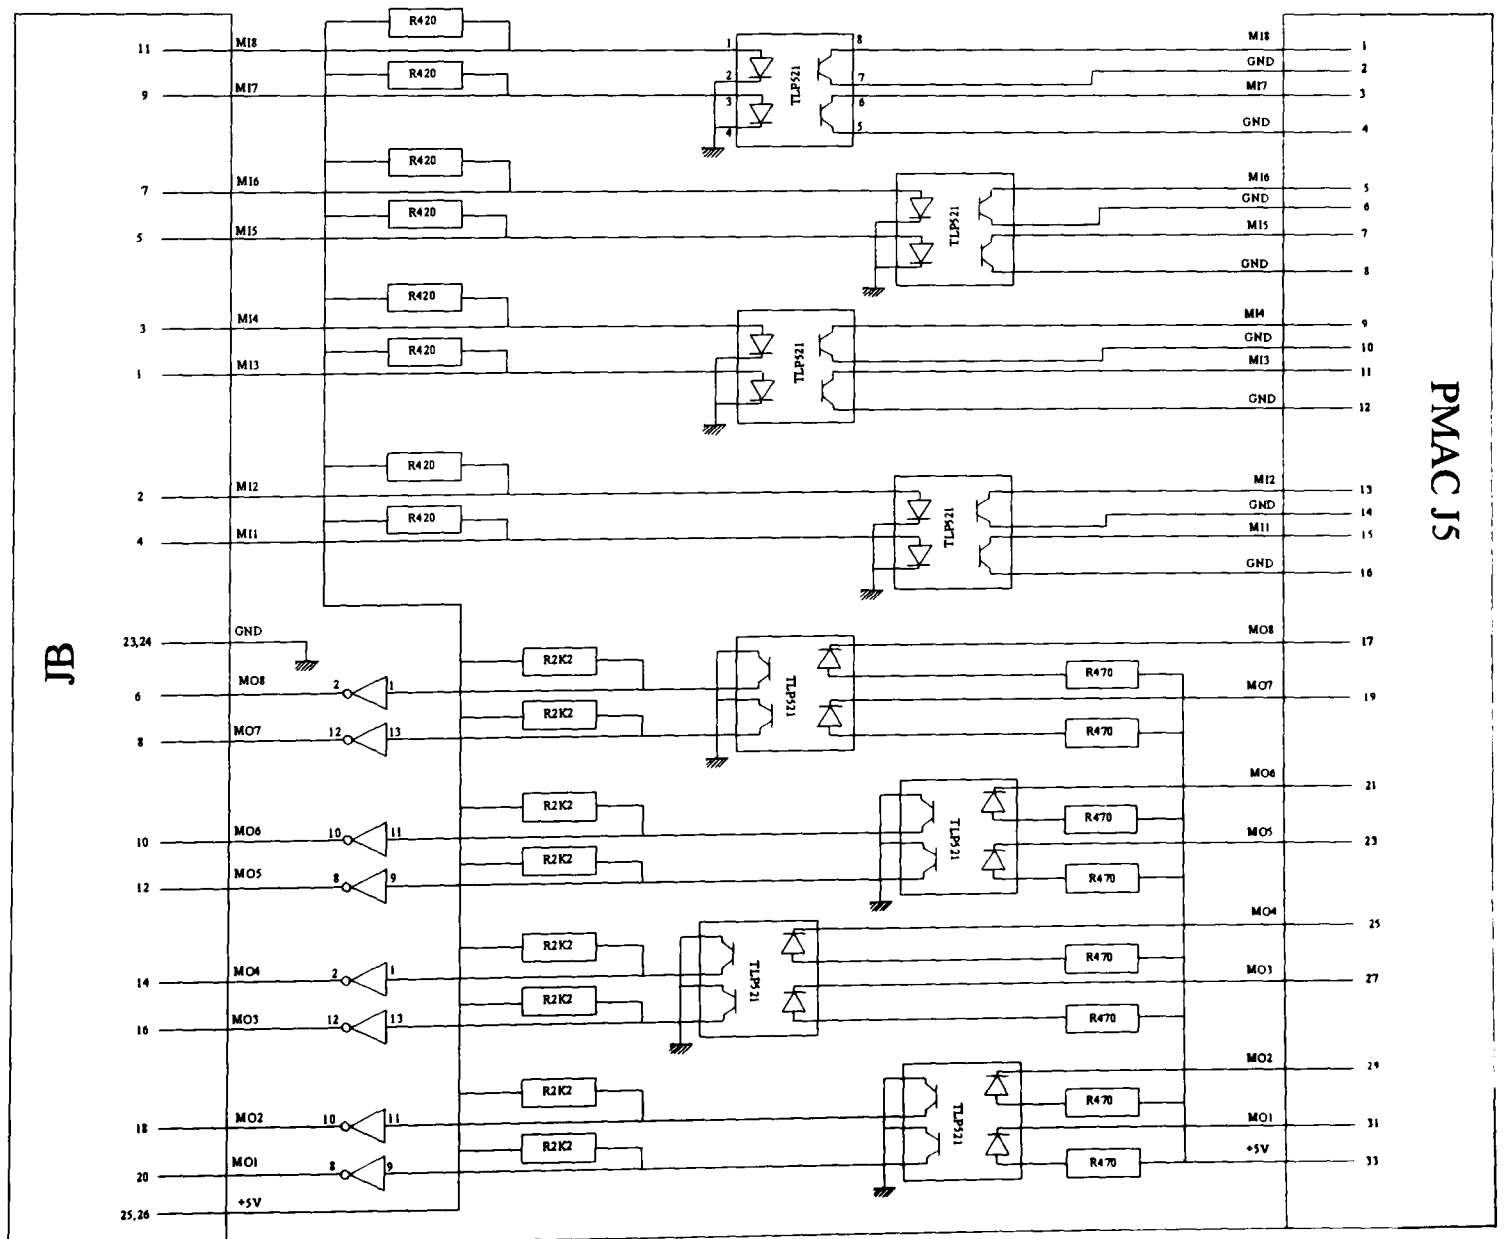 R420
11 MI8 1 8 MI8 1
GND 2
R420 2 7
9 MI7 3 TLP521 6 MI7 3
4 5 GND 4
R420
7 MI6 MI6 5
GND 6
R420 TLP521
5 MI5 MI5 7
GND 8
R420
3 MI4 MI4 9
GND 10
R420 TLP521
1 MI3 MI3 11
GND 12
PMAC J5
R420
2 MI2 MI2 13
GND 14
R420 TLP521
4 MI1 MI1 15
GND 16
JB
23,24 GND MO8 17
R2K2 R470
6 MO8 2 1 TLP521 MO7 19
R2K2 R470
8 MO7 12 13
MO6 21
R2K2 R470
10 MO6 10 11 TLP521 MO5 23
R2K2 R470
12 MO5 8 9
MO4 25
R2K2 R470
14 MO4 2 1 TLP521 MO3 27
R2K2 R470
16 MO3 12 13
MO2 29
R2K2 R470
18 MO2 10 11 TLP521 MO1 31
R2K2 R470
20 MO1 8 9 +5V 33
25,26 +5V